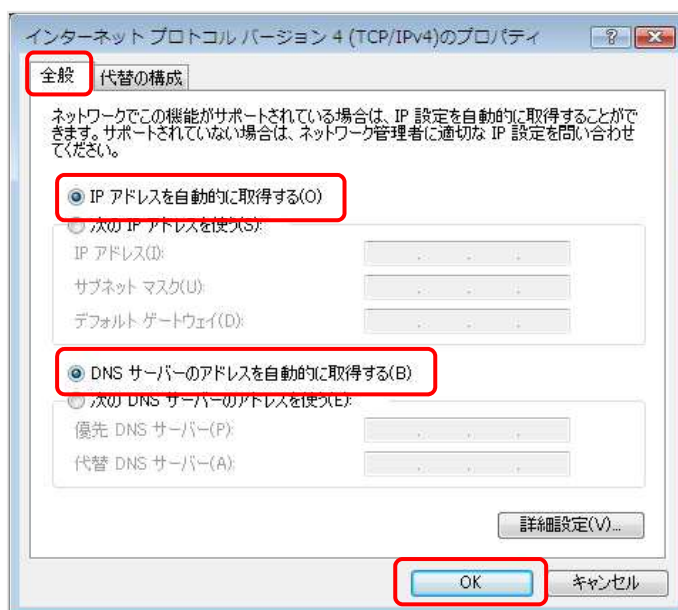 インターネット プロトコル バージョン 4 (TCP/IPv4)のプロパティ
全般
代替の構成
ネットワークでこの機能がサポートされている場合は、IP 設定を自動的に取得することがで
きます。サポートされていない場合は、ネットワーク管理者に適切な IP 設定を問い合わせ
てください。
IP アドレスを自動的に取得する(O)
次の IP アドレスを使う(S):
IP アドレス(I):
サブネット マスク(U):
デフォルト ゲートウェイ(D):
DNS サーバーのアドレスを自動的に取得する(B)
次の DNS サーバーのアドレスを使う(E):
優先 DNS サーバー(P):
代替 DNS サーバー(A):
詳細設定(V)...
OK
キャンセル